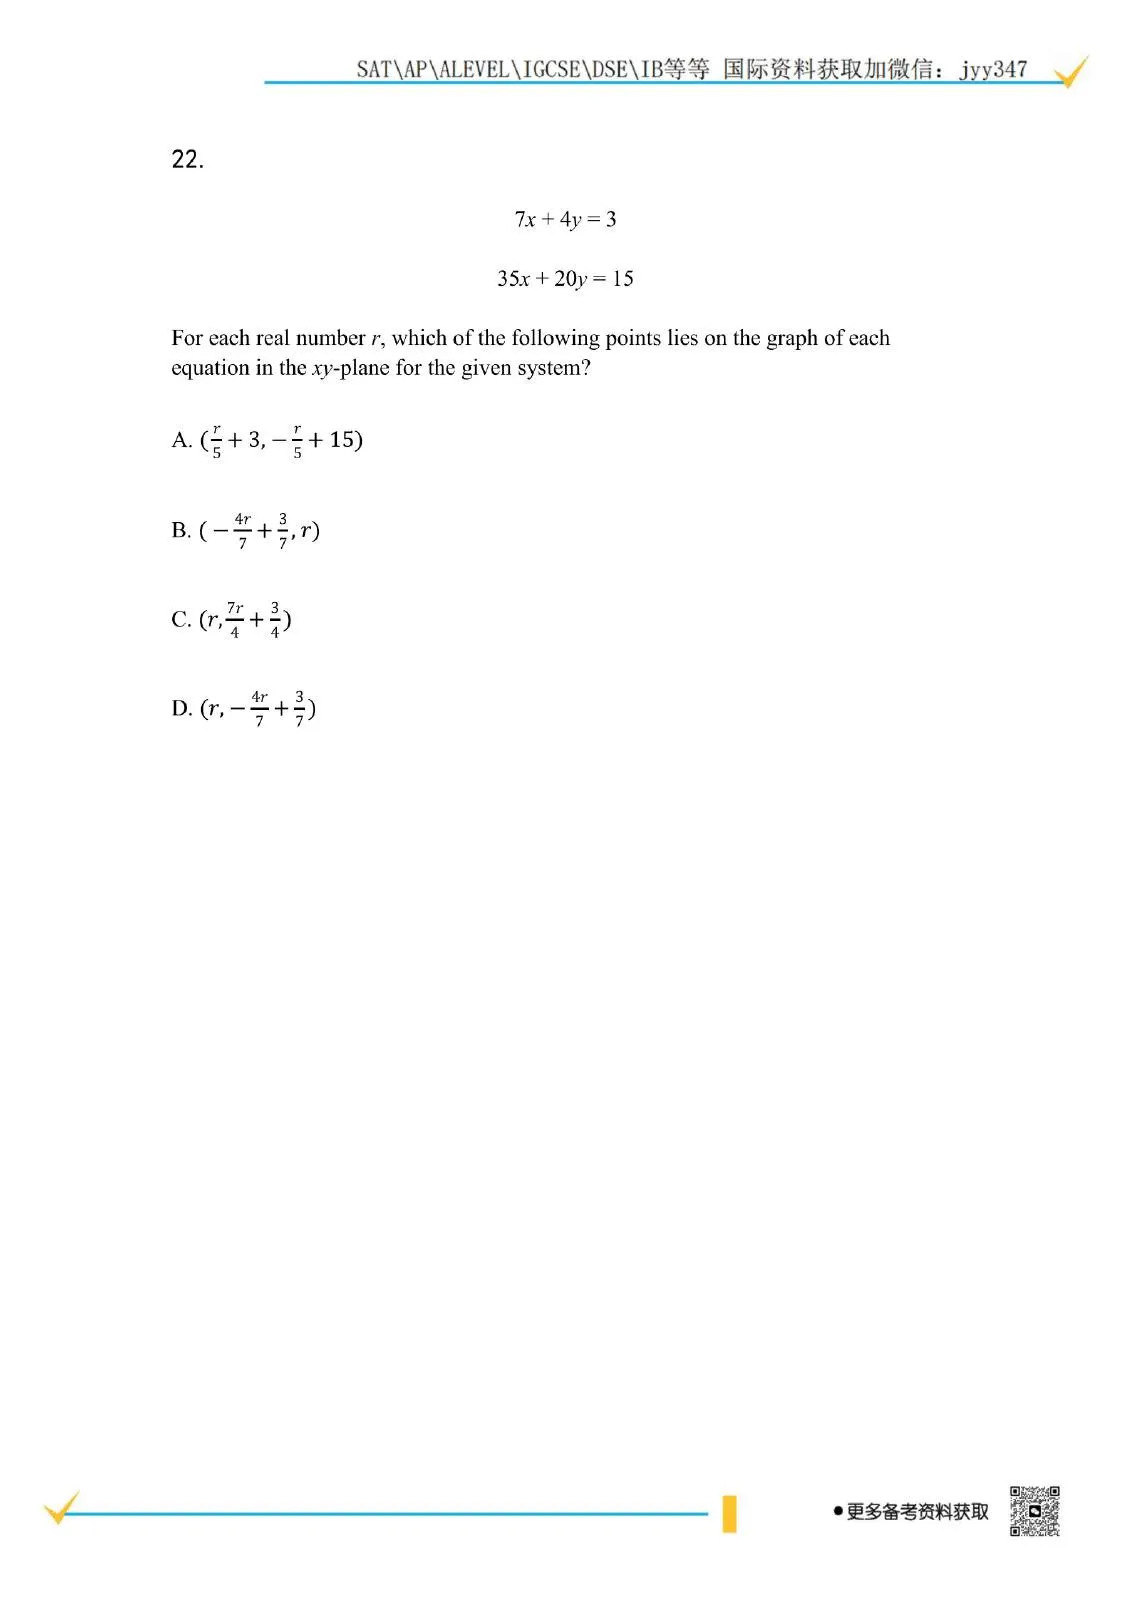 SAT\AP\ALEVEL\IGCSE\DSE\IB等等 国际资料获取加微信：jyy347
22.
7x + 4y = 3
35x + 20y = 15
For each real number r, which of the following points lies on the graph of each
equation in the xy-plane for the given system?
A. (r/5 + 3, − r/5 + 15)
B. (− 4r/7 + 3/7, r)
C. (r, 7r/4 + 3/4)
D. (r, − 4r/7 + 3/7)
●更多备考资料获取